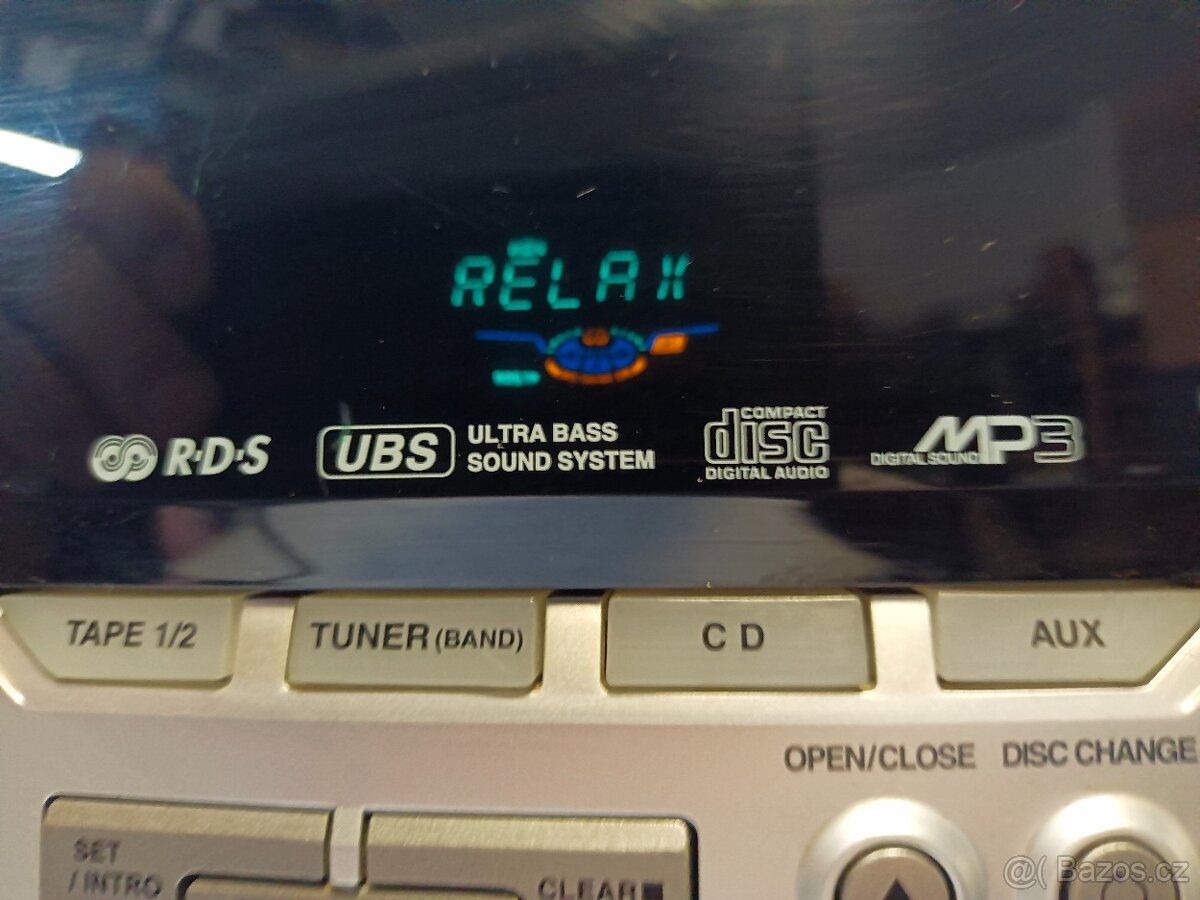 RELAX
R·D·S
UBS
ULTRA BASS
SOUND SYSTEM
COMPACT
disc
DIGITAL AUDIO
DIGITAL SOUND MP3
TAPE 1/2
TUNER (BAND)
CD
AUX
OPEN/CLOSE
DISC CHANGE
SET
/INTRO
CLEAR
@( Bazos.cz